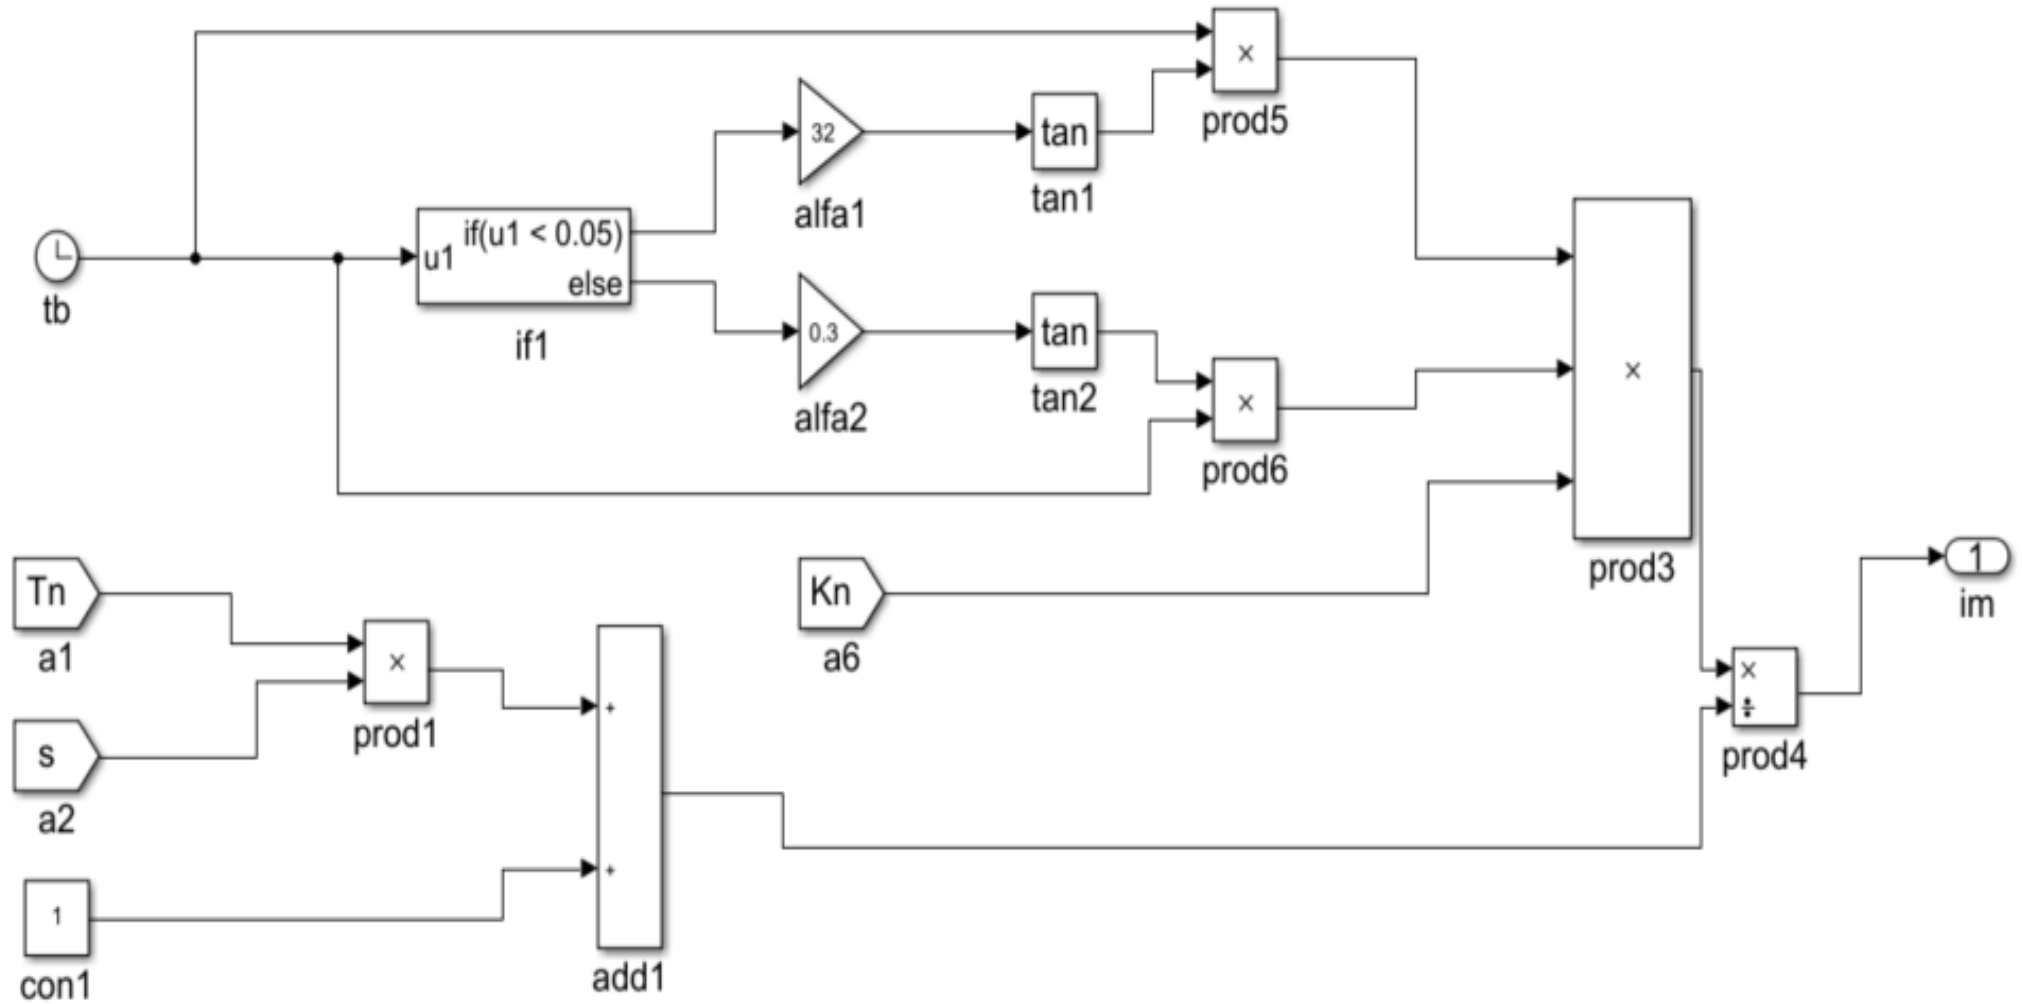 ×
prod5
32
alfa1
tan
tan1
tb
u1
if(u1 < 0.05)
else
if1
0.3
alfa2
tan
tan2
×
prod6
×
prod3
Tn
a1
s
a2
×
prod1
Kn
a6
1
con1
+
+
add1
×
÷
prod4
1
im